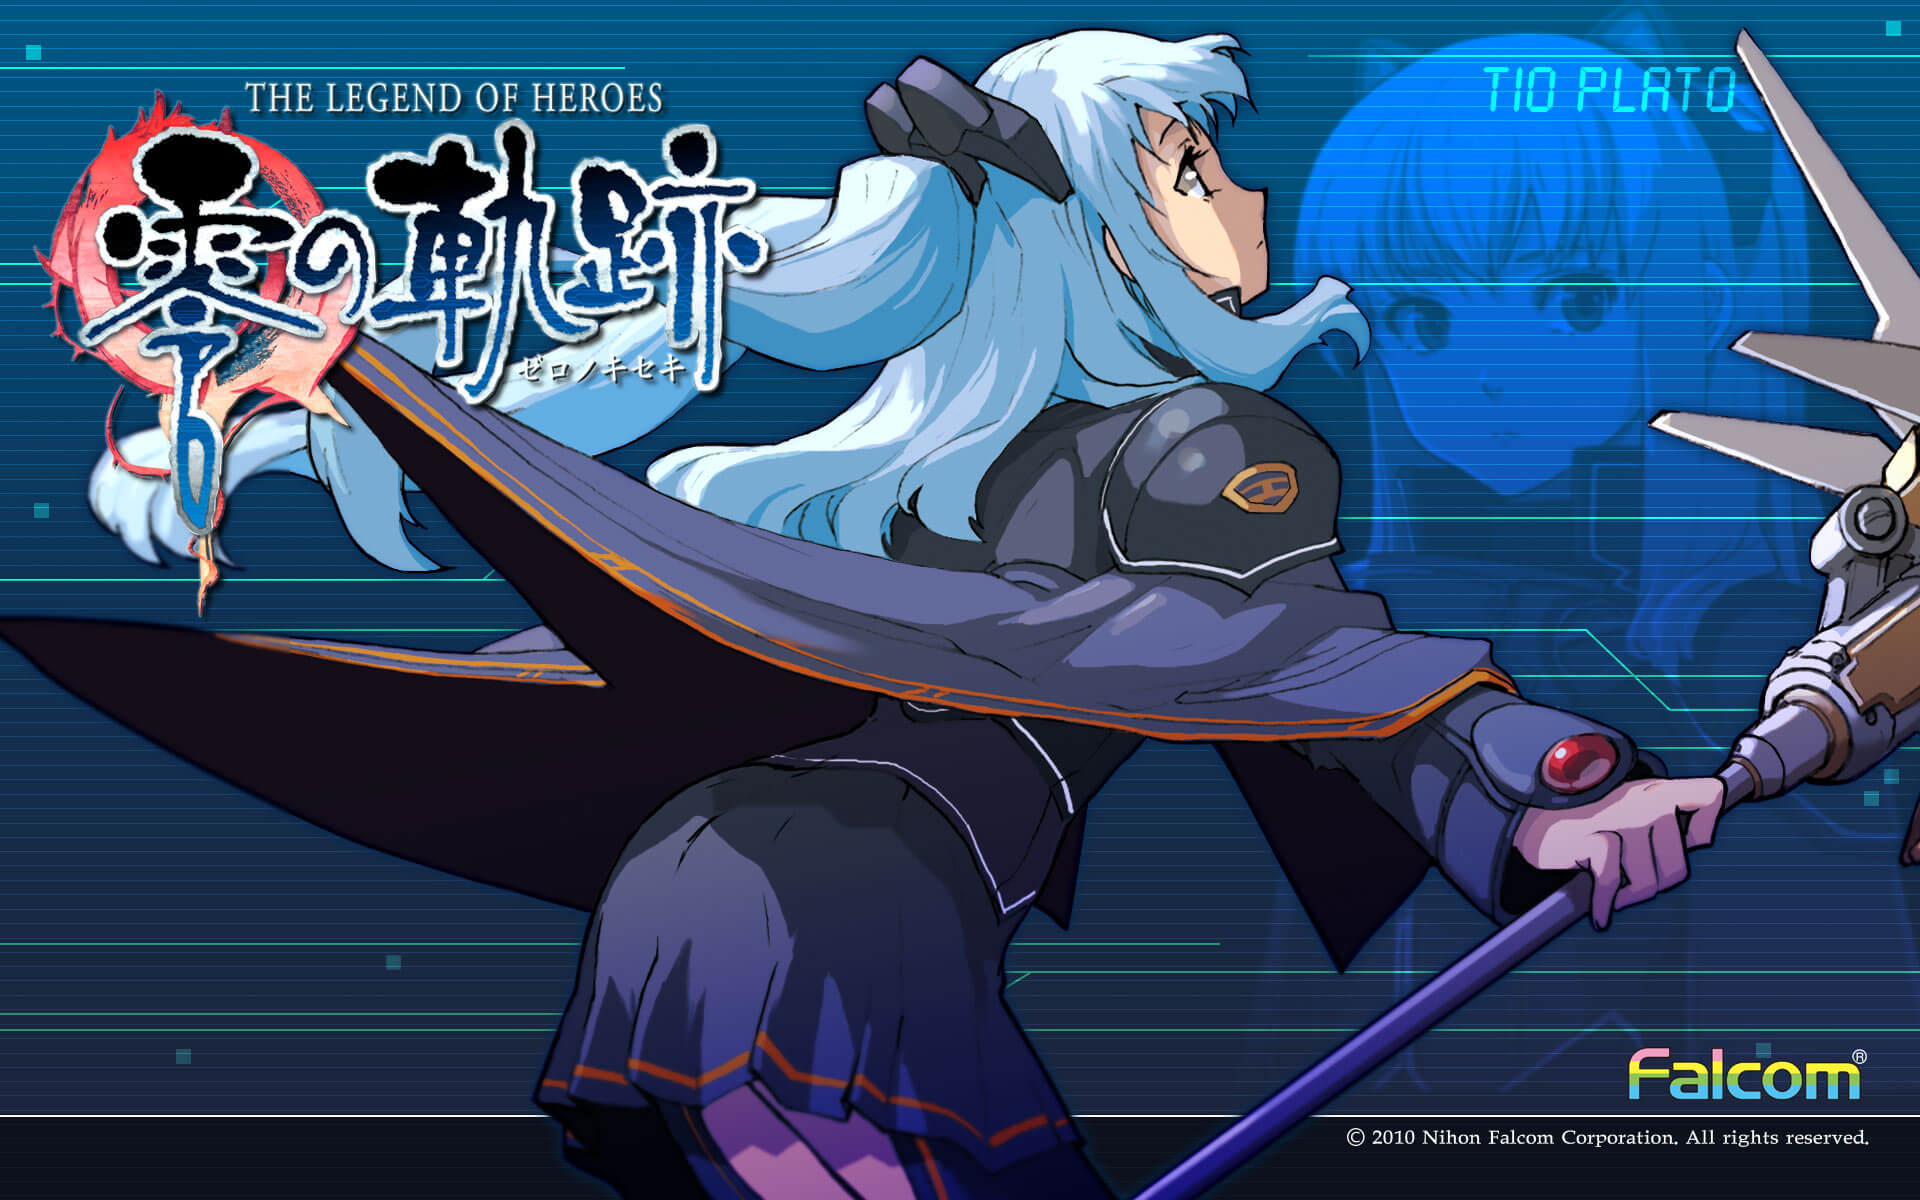 THE LEGEND OF HEROES
零の軌跡
ゼロノキセキ
TIO PLATO
Falcom®
© 2010 Nihon Falcom Corporation. All rights reserved.